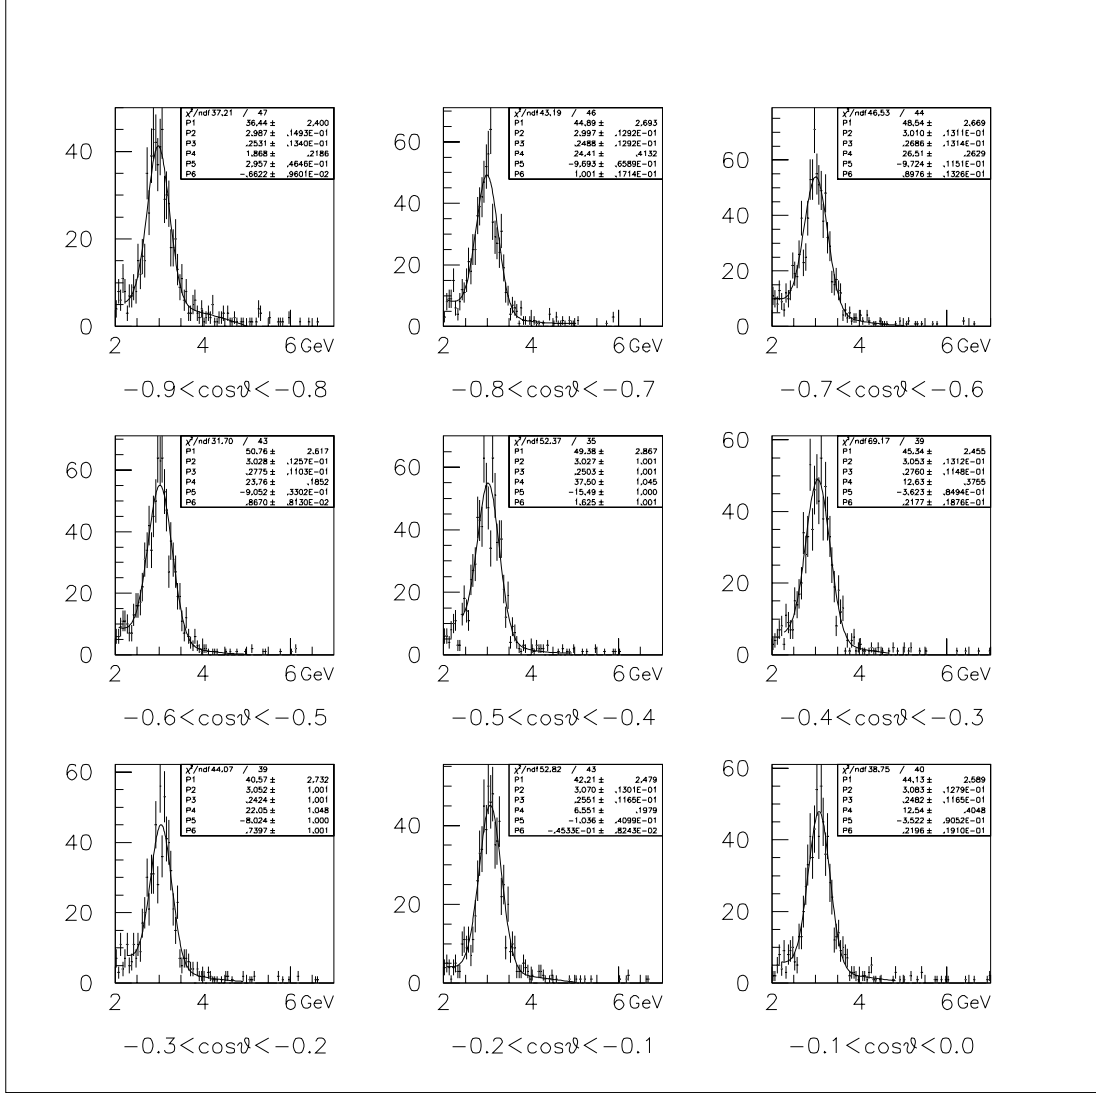 χ²/ndf 37.21 / 47
P1 36.44 ± 2.400
P2 2.987 ± .1493E-01
P3 .2531 ± .1340E-01
P4 1.868 ± .2186
P5 2.957 ± .4646E-01
P6 -.6622 ± .9601E-02
40
20
0
2 4 6 GeV
-0.9<cosϑ<-0.8
χ²/ndf 43.19 / 46
P1 44.89 ± 2.693
P2 2.997 ± .1292E-01
P3 .2488 ± .1292E-01
P4 24.41 ± .4132
P5 -9.693 ± .6589E-01
P6 1.001 ± .1714E-01
60
40
20
0
2 4 6 GeV
-0.8<cosϑ<-0.7
χ²/ndf 46.53 / 44
P1 48.54 ± 2.669
P2 3.010 ± .1311E-01
P3 .2686 ± .1314E-01
P4 26.51 ± .2629
P5 -9.724 ± .1151E-01
P6 .8976 ± .1326E-01
60
40
20
0
2 4 6 GeV
-0.7<cosϑ<-0.6
χ²/ndf 31.70 / 43
P1 50.76 ± 2.617
P2 3.028 ± .1257E-01
P3 .2775 ± .1103E-01
P4 23.76 ± .1852
P5 -9.052 ± .3302E-01
P6 .8670 ± .8130E-02
60
40
20
0
2 4 6 GeV
-0.6<cosϑ<-0.5
χ²/ndf 52.37 / 35
P1 49.38 ± 2.867
P2 3.027 ± 1.001
P3 .2503 ± 1.001
P4 37.50 ± 1.045
P5 -15.49 ± 1.000
P6 1.625 ± 1.001
60
40
20
0
2 4 6 GeV
-0.5<cosϑ<-0.4
χ²/ndf 69.17 / 39
P1 45.34 ± 2.455
P2 3.053 ± .1312E-01
P3 .2760 ± .1148E-01
P4 12.63 ± .3755
P5 -3.623 ± .8494E-01
P6 .2177 ± .1876E-01
60
40
20
0
2 4 6 GeV
-0.4<cosϑ<-0.3
χ²/ndf 44.07 / 39
P1 40.57 ± 2.732
P2 3.052 ± 1.001
P3 .2424 ± 1.001
P4 22.05 ± 1.048
P5 -8.024 ± 1.000
P6 .7397 ± 1.001
60
40
20
0
2 4 6 GeV
-0.3<cosϑ<-0.2
χ²/ndf 52.82 / 43
P1 42.21 ± 2.479
P2 3.070 ± .1301E-01
P3 .2551 ± .1165E-01
P4 6.551 ± .1979
P5 -1.036 ± .4099E-01
P6 -.4533E-01 ± .8243E-02
40
20
0
2 4 6 GeV
-0.2<cosϑ<-0.1
χ²/ndf 38.75 / 40
P1 44.13 ± 2.589
P2 3.083 ± .1279E-01
P3 .2482 ± .1165E-01
P4 12.54 ± .4048
P5 -3.522 ± .9052E-01
P6 .2196 ± .1910E-01
60
40
20
0
2 4 6 GeV
-0.1<cosϑ<0.0